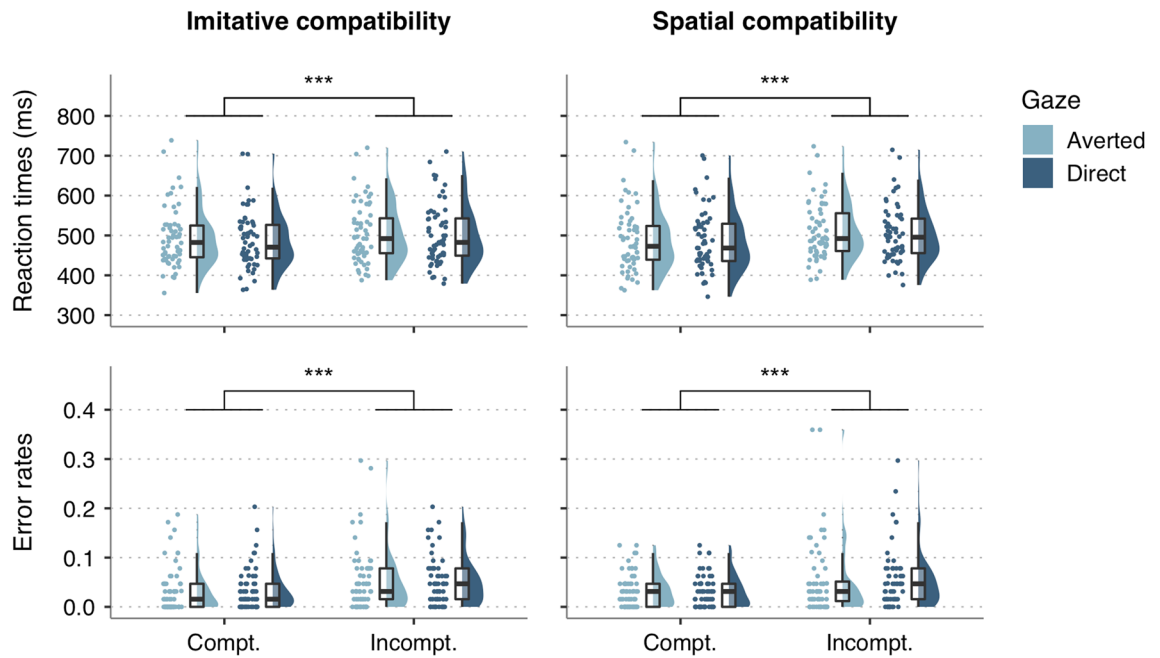 Imitative compatibility
Spatial compatibility
Reaction times (ms)
800
700
600
500
400
300
***
***
Gaze
Averted
Direct
Error rates
0.4
0.3
0.2
0.1
0.0
***
***
Compt.
Incompt.
Compt.
Incompt.